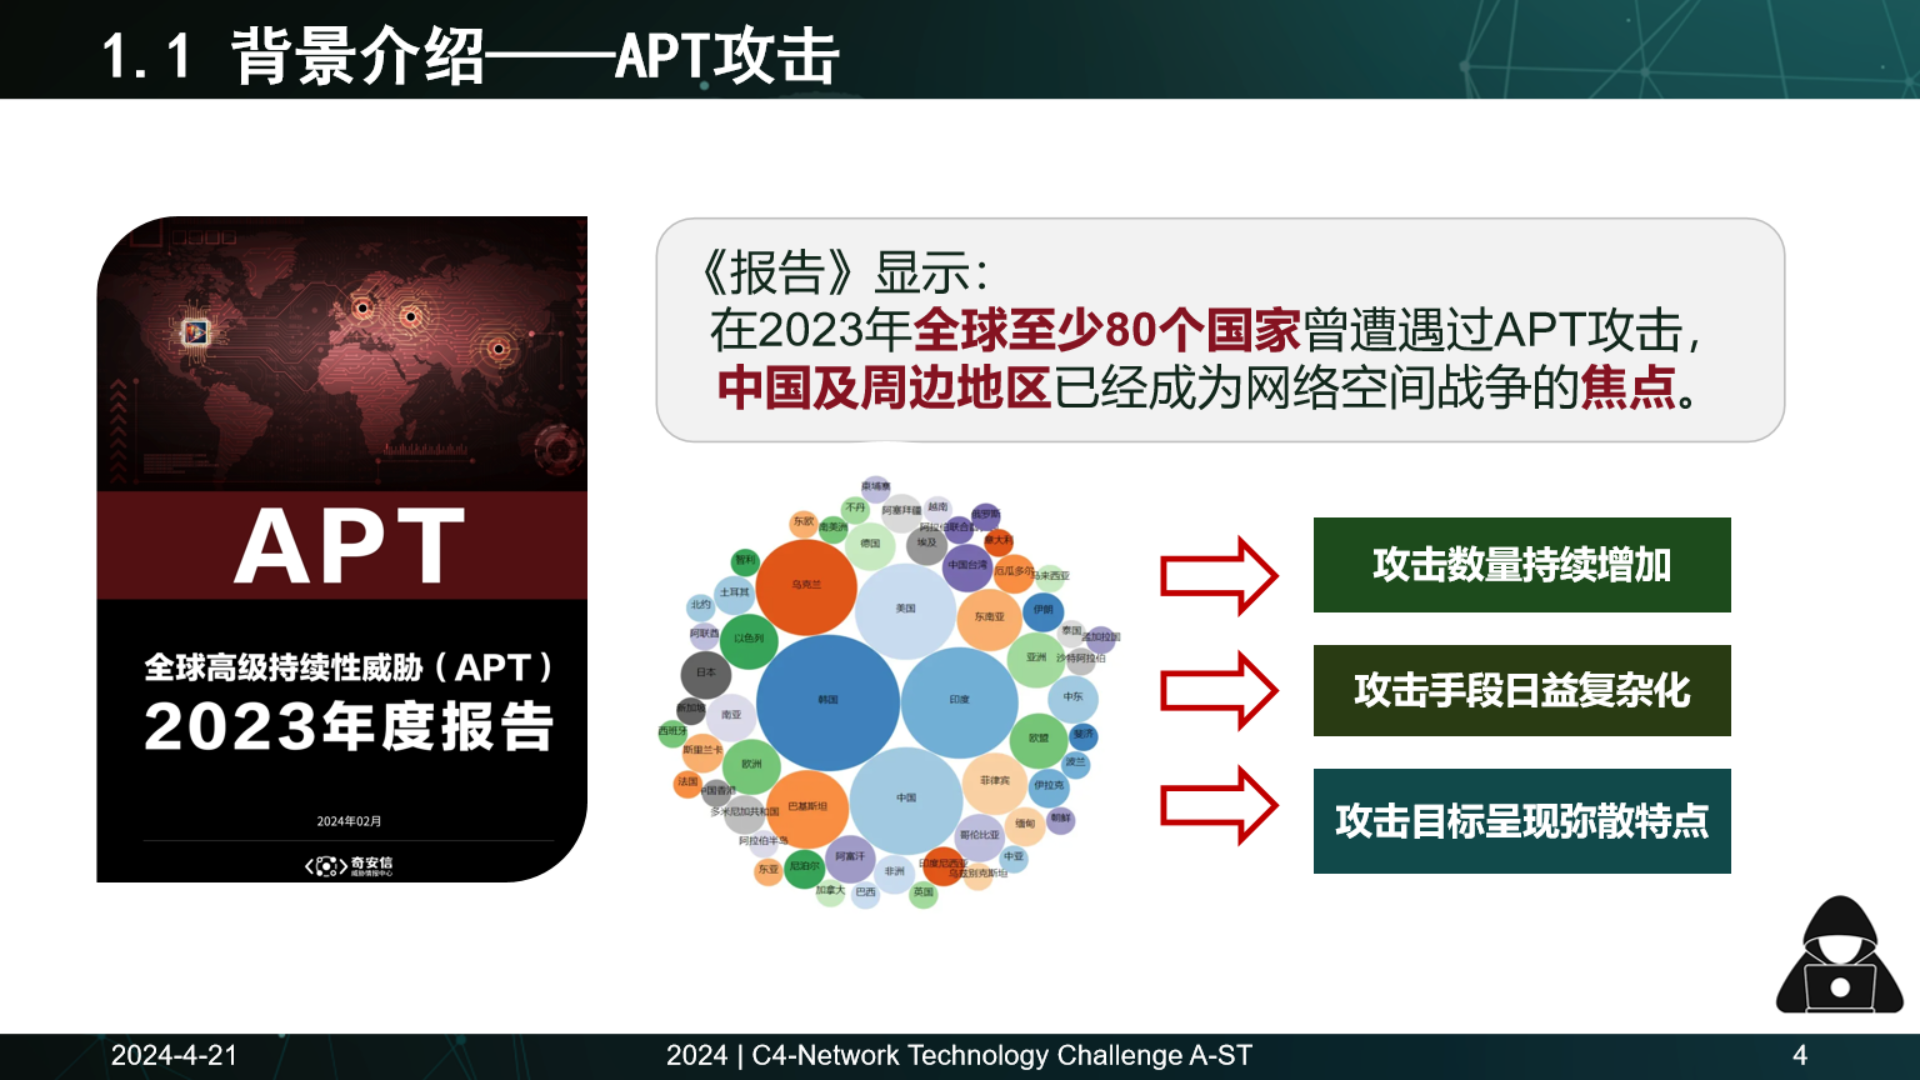 1.1 背景介绍——APT攻击
APT
全球高级持续性威胁（APT）
2023年度报告
2024年02月
奇安信
威胁情报中心
《报告》显示：
在2023年全球至少80个国家曾遭遇过APT攻击，
中国及周边地区已经成为网络空间战争的焦点。
柬埔寨
不丹
阿塞拜疆
越南
俄罗斯
东欧
南美洲
德国
埃及
意大利
智利
乌克兰
中国台湾
厄瓜多尔
马来西亚
土耳其
北约
美国
东南亚
伊朗
阿联酋
以色列
泰国
孟加拉国
日本
亚洲
沙特阿拉伯
韩国
印度
中东
新加坡
南亚
西班牙
斯里兰卡
欧盟
斐济
欧洲
波兰
法国
中国香港
菲律宾
伊拉克
多米尼加共和国
巴基斯坦
中国
缅甸
朝鲜
阿拉伯半岛
哥伦比亚
东亚
尼泊尔
阿富汗
非洲
印度尼西亚
中亚
乌兹别克斯坦
加拿大
巴西
英国
攻击数量持续增加
攻击手段日益复杂化
攻击目标呈现弥散特点
2024-4-21
2024 | C4-Network Technology Challenge A-ST
4